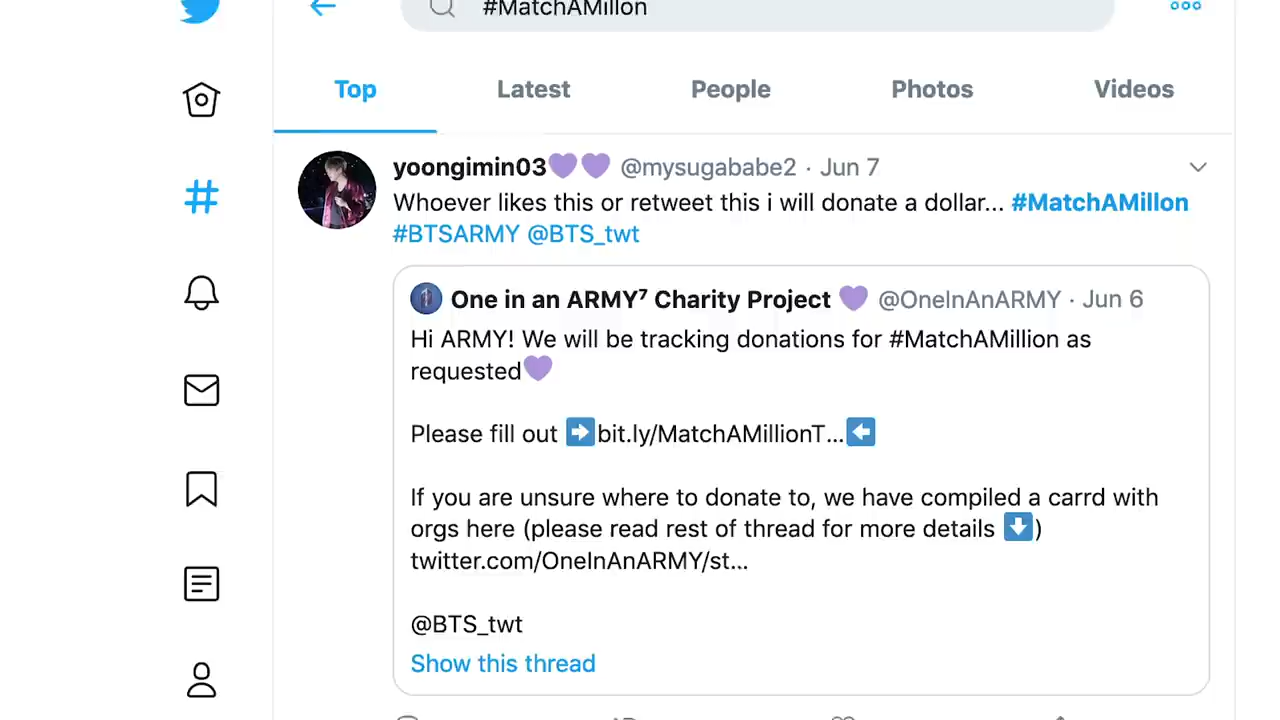 #MatchAMillon
Top Latest People Photos Videos
yoongimin03💜💜 @mysugababe2 · Jun 7
Whoever likes this or retweet this i will donate a dollar... #MatchAMillon
#BTSARMY @BTS_twt
One in an ARMY⁷ Charity Project 💜 @OneInAnARMY · Jun 6
Hi ARMY! We will be tracking donations for #MatchAMillion as
requested💜
Please fill out ➡️bit.ly/MatchAMillionT...⬅️
If you are unsure where to donate to, we have compiled a carrd with
orgs here (please read rest of thread for more details ⬇️)
twitter.com/OneInAnARMY/st...
@BTS_twt
Show this thread